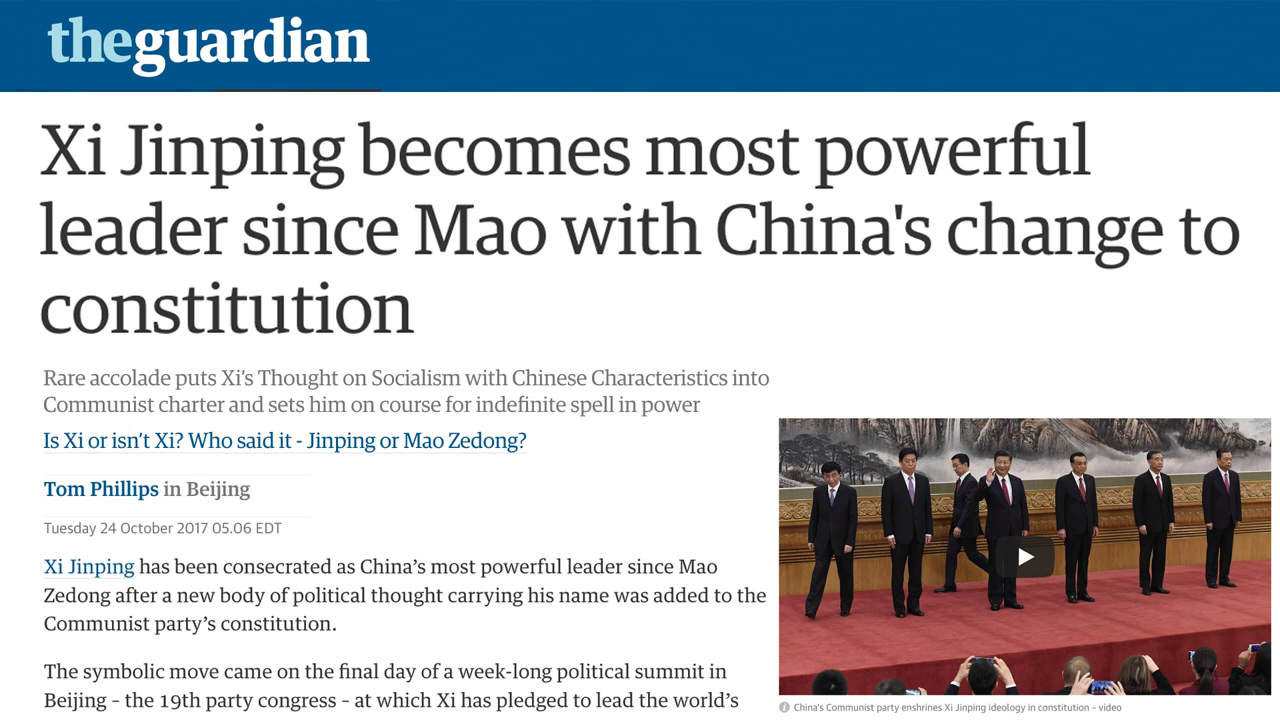 theguardian
Xi Jinping becomes most powerful
leader since Mao with China's change to
constitution
Rare accolade puts Xi’s Thought on Socialism with Chinese Characteristics into
Communist charter and sets him on course for indefinite spell in power
Is Xi or isn’t Xi? Who said it - Jinping or Mao Zedong?
Tom Phillips in Beijing
Tuesday 24 October 2017 05.06 EDT
Xi Jinping has been consecrated as China’s most powerful leader since Mao
Zedong after a new body of political thought carrying his name was added to the
Communist party’s constitution.
The symbolic move came on the final day of a week-long political summit in
Beijing – the 19th party congress – at which Xi has pledged to lead the world’s
China's Communist party enshrines Xi Jinping ideology in constitution – video